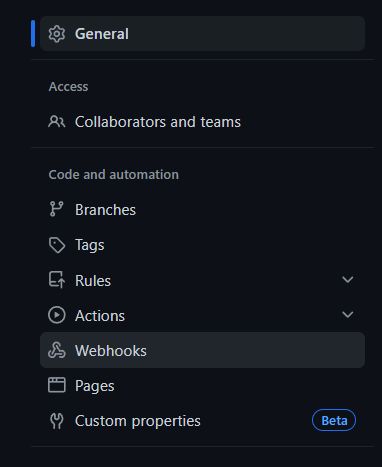 General
Access
Collaborators and teams
Code and automation
Branches
Tags
Rules
Actions
Webhooks
Pages
Custom properties Beta